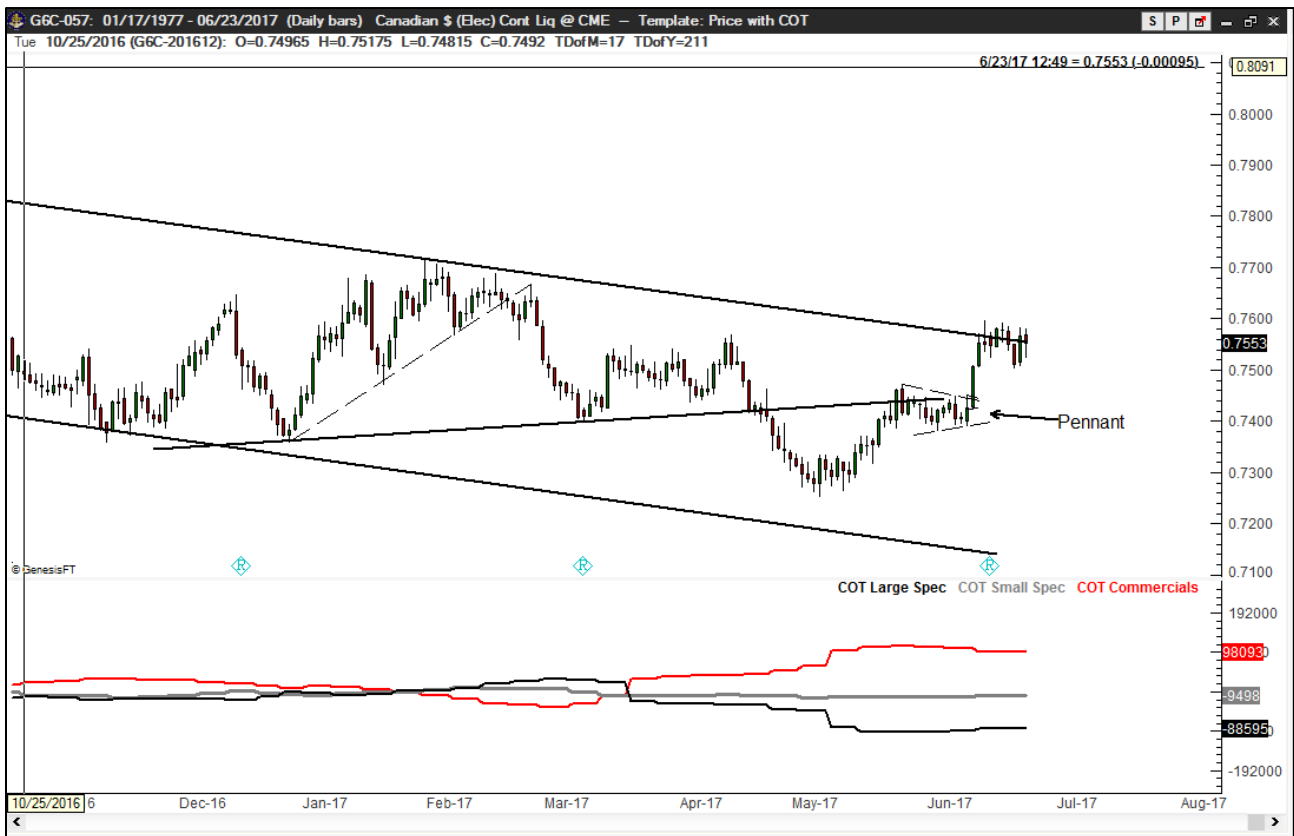 G6C-057: 01/17/1977 - 06/23/2017 (Daily bars) Canadian $ (Elec) Cont Liq @ CME – Template: Price with COT
S P
Tue 10/25/2016 (G6C-201612): O=0.74965 H=0.75175 L=0.74815 C=0.7492 TDofM=17 TDofY=211
6/23/17 12:49 = 0.7553 (-0.00095)
0.8091
0.8000
0.7900
0.7800
0.7700
0.7600
0.7553
0.7500
0.7400
Pennant
0.7300
0.7200
0.7100
R R R
© GenesisFT
COT Large Spec COT Small Spec COT Commercials
192000
98093
-9498
-88595
-192000
10/25/2016 6 Dec-16 Jan-17 Feb-17 Mar-17 Apr-17 May-17 Jun-17 Jul-17 Aug-17